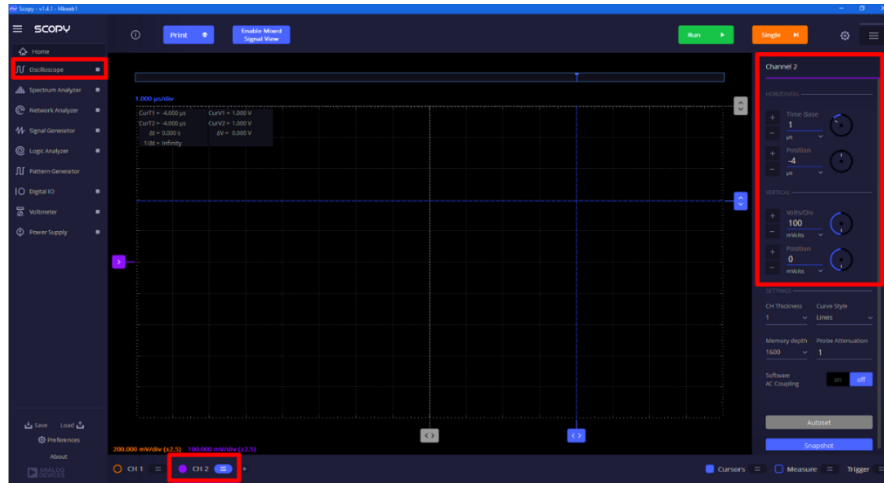 Scopy - v1.4.1 - M2k
SCOPY
Print
Enable Mixed
Signal View
Run
Single
Home
Oscilloscope
Spectrum Analyzer
Network Analyzer
Signal Generator
Logic Analyzer
Pattern Generator
Digital IO
Voltmeter
Power Supply
Save Load
Preferences
About
ANALOG
DEVICES
1.000 µs/div
CurT1 = -4.000 µs CurV1 = 1.000 V
CurT2 = -4.000 µs CurV2 = 1.000 V
Δt = 0.000 s ΔV = 0.000 V
1/Δt = Infinity
200.000 mV/div (x2.5) 100.000 mV/div (x2.5)
CH 1 CH 2 +
Cursors Measure Trigger
Channel 2
HORIZONTAL
+ Time Base
1
- µs
+ Position
-4
- µs
VERTICAL
+ Volts/Div
100
- mVolts
+ Position
0
- mVolts
SETTINGS
CH Thickness Curve Style
1 Lines
Memory depth Probe Attenuation
1600 1
Software
AC Coupling
on off
Autoset
Snapshot